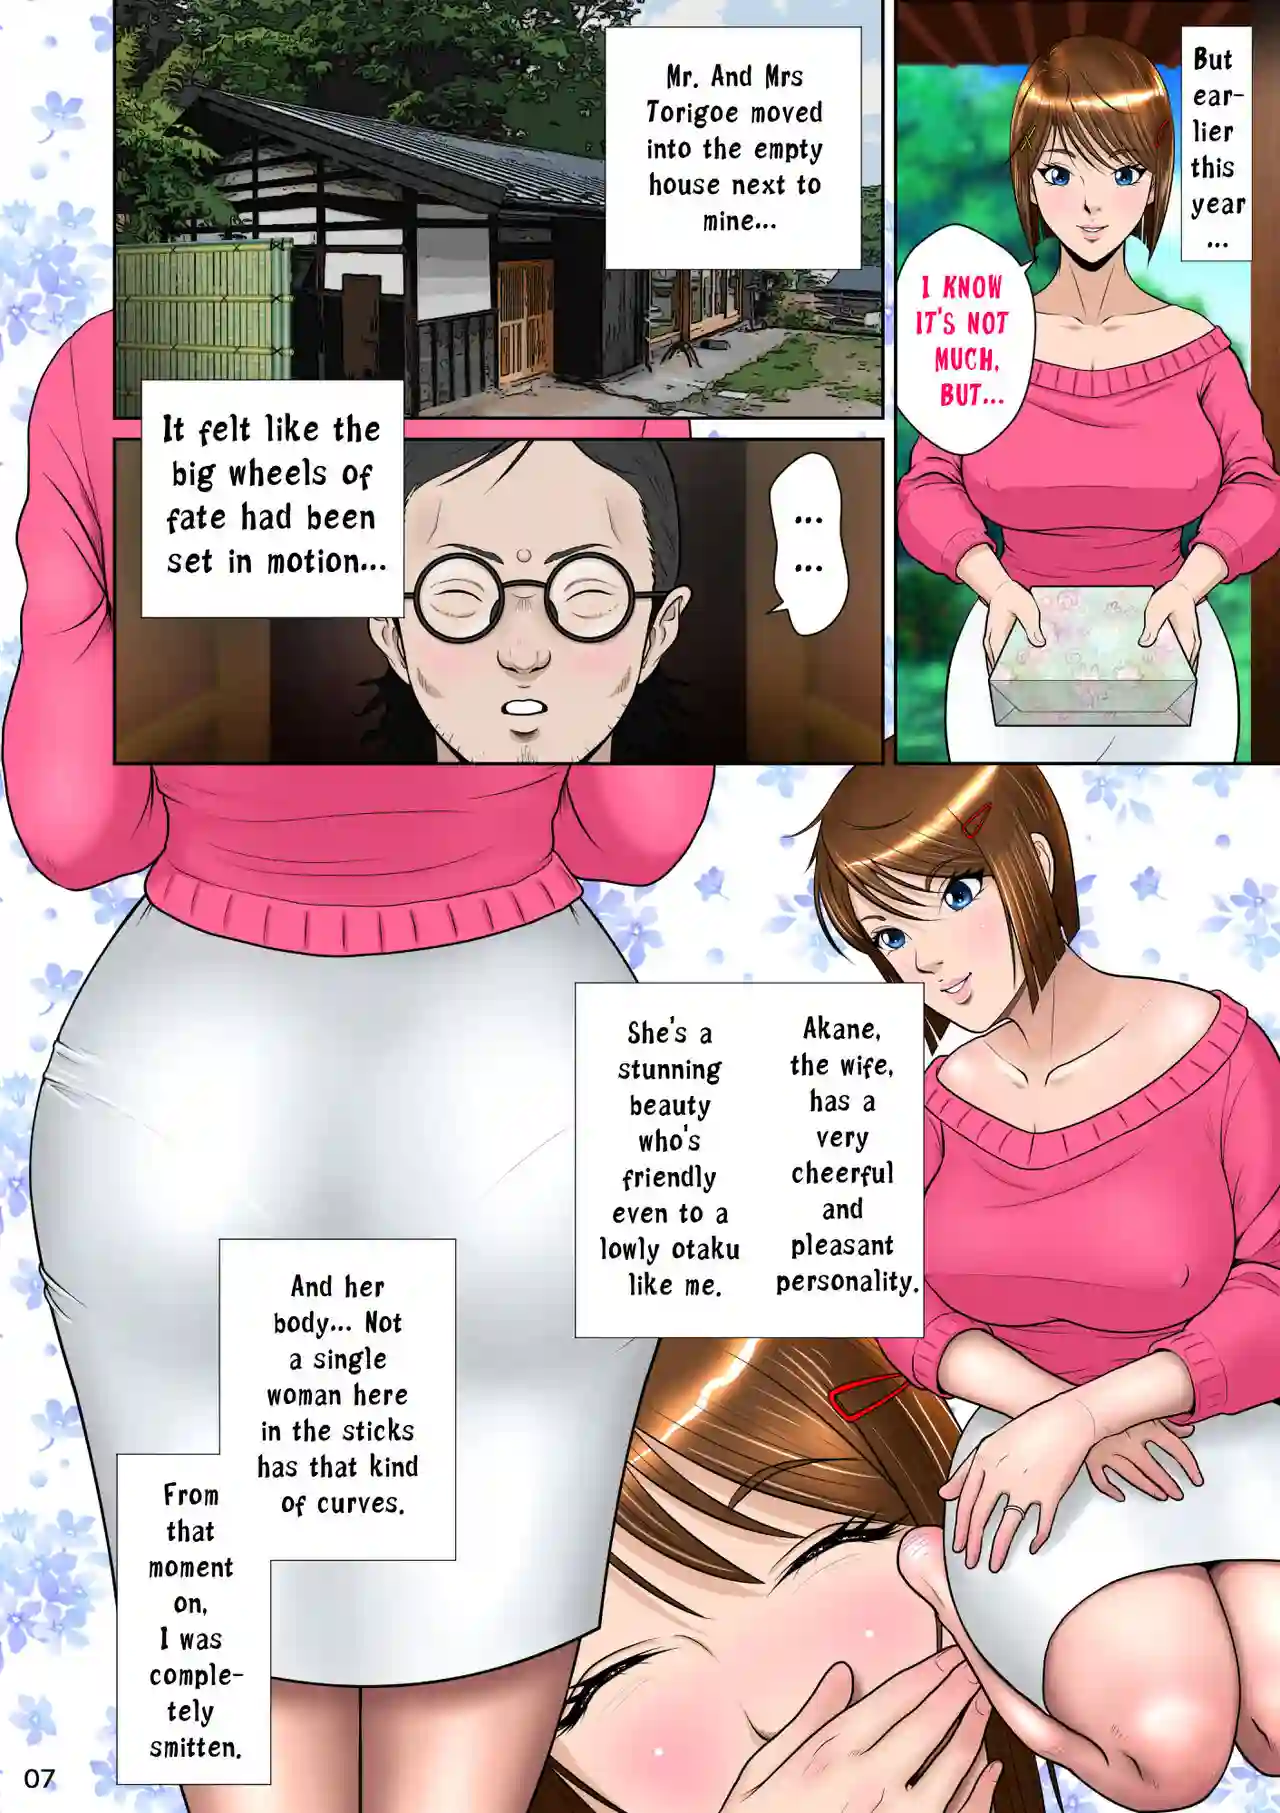 But
ear-
lier
this
year
...
I KNOW
IT'S NOT
MUCH,
BUT...
Mr. And Mrs
Torigoe moved
into the empty
house next to
mine...
It felt like the
big wheels of
fate had been
set in motion...
...
...
Akane,
the wife,
has a
very
cheerful
and
pleasant
personality.
She's a
stunning
beauty
who's
friendly
even to a
lowly otaku
like me.
And her
body... Not
a single
woman here
in the sticks
has that kind
of curves.
From
that
moment
on,
I was
comple-
tely
smitten.
07